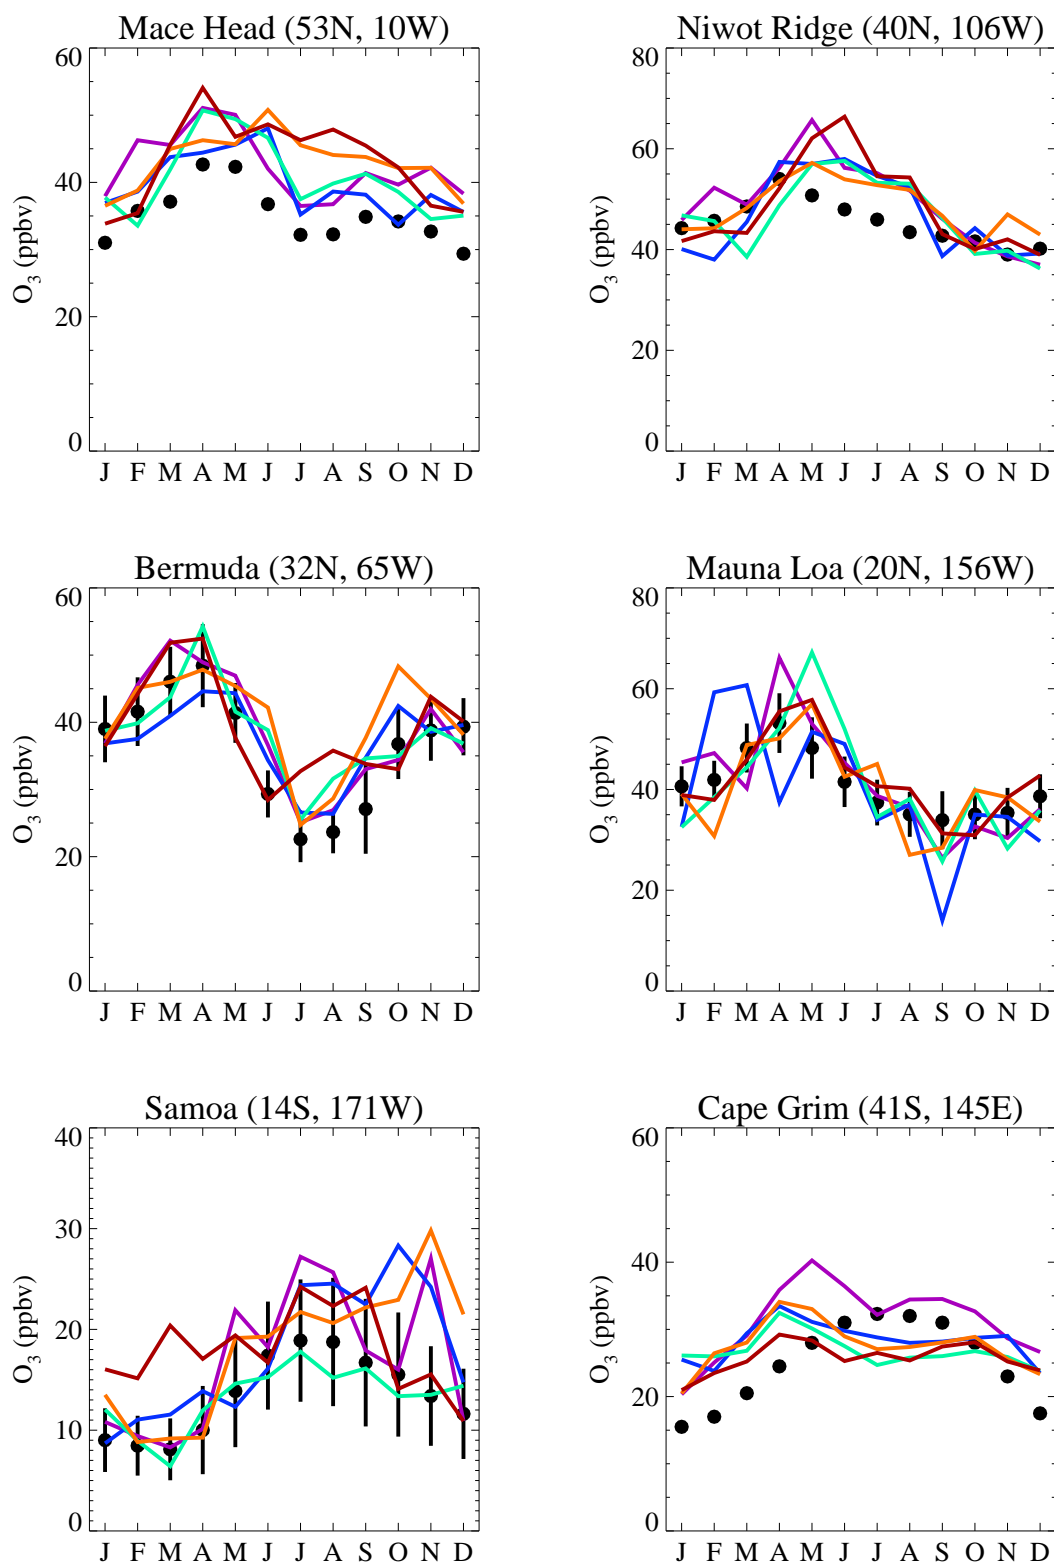 Mace Head (53N, 10W)
60
40
20
0
O3 (ppbv)
J F M A M J J A S O N D
Niwot Ridge (40N, 106W)
80
60
40
20
0
O3 (ppbv)
J F M A M J J A S O N D
Bermuda (32N, 65W)
60
40
20
0
O3 (ppbv)
J F M A M J J A S O N D
Mauna Loa (20N, 156W)
80
60
40
20
0
O3 (ppbv)
J F M A M J J A S O N D
Samoa (14S, 171W)
40
30
20
10
0
O3 (ppbv)
J F M A M J J A S O N D
Cape Grim (41S, 145E)
60
40
20
0
O3 (ppbv)
J F M A M J J A S O N D